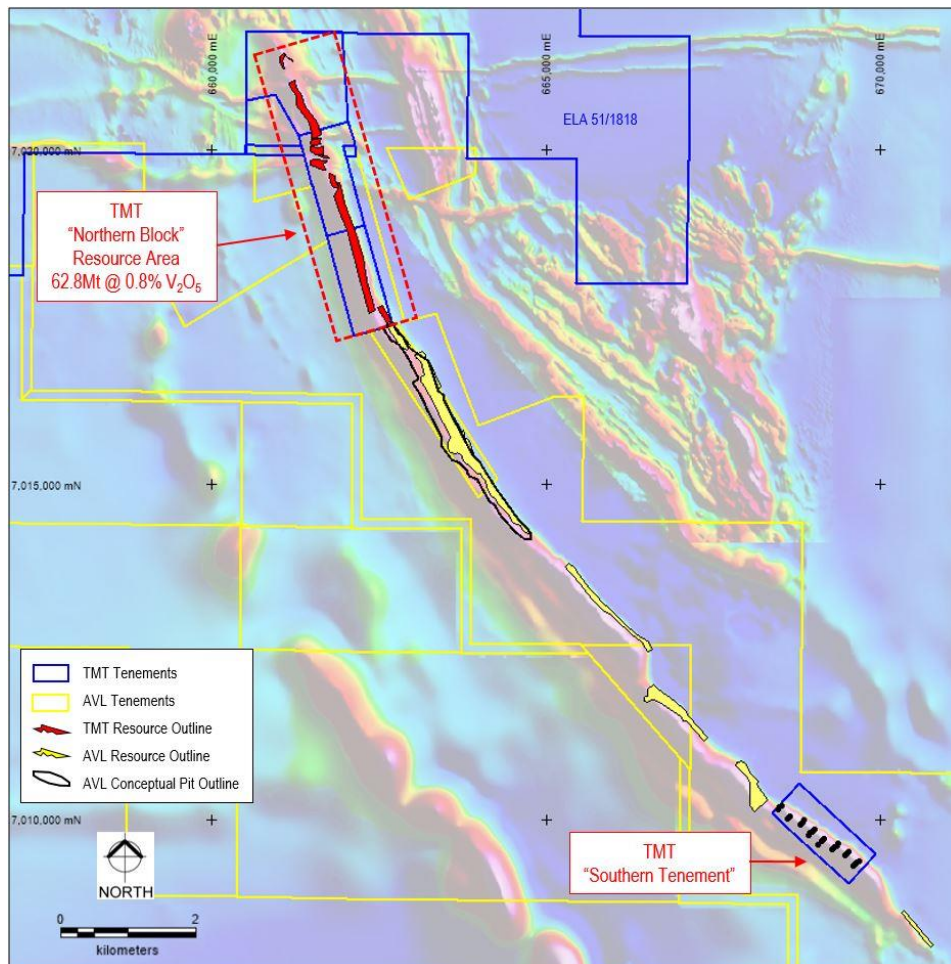 660,000 mE
665,000 mE
670,000 mE
ELA 51/1818
7,030,000 mN
TMT
“Northern Block”
Resource Area
62.8Mt @ 0.8% V₂O₅
7,015,000 mN
TMT Tenements
AVL Tenements
TMT Resource Outline
AVL Resource Outline
AVL Conceptual Pit Outline
7,010,000 mN
TMT
“Southern Tenement”
NORTH
0 2
kilometers